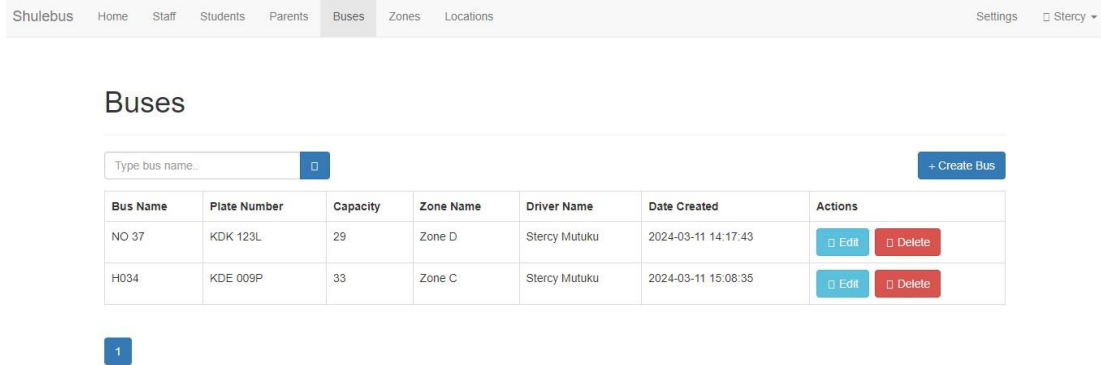 Shulebus Home Staff Students Parents Buses Zones Locations Settings Stercy
Buses
Type bus name..
+ Create Bus
Bus Name Plate Number Capacity Zone Name Driver Name Date Created Actions
NO 37 KDK 123L 29 Zone D Stercy Mutuku 2024-03-11 14:17:43 Edit Delete
H034 KDE 009P 33 Zone C Stercy Mutuku 2024-03-11 15:08:35 Edit Delete
1